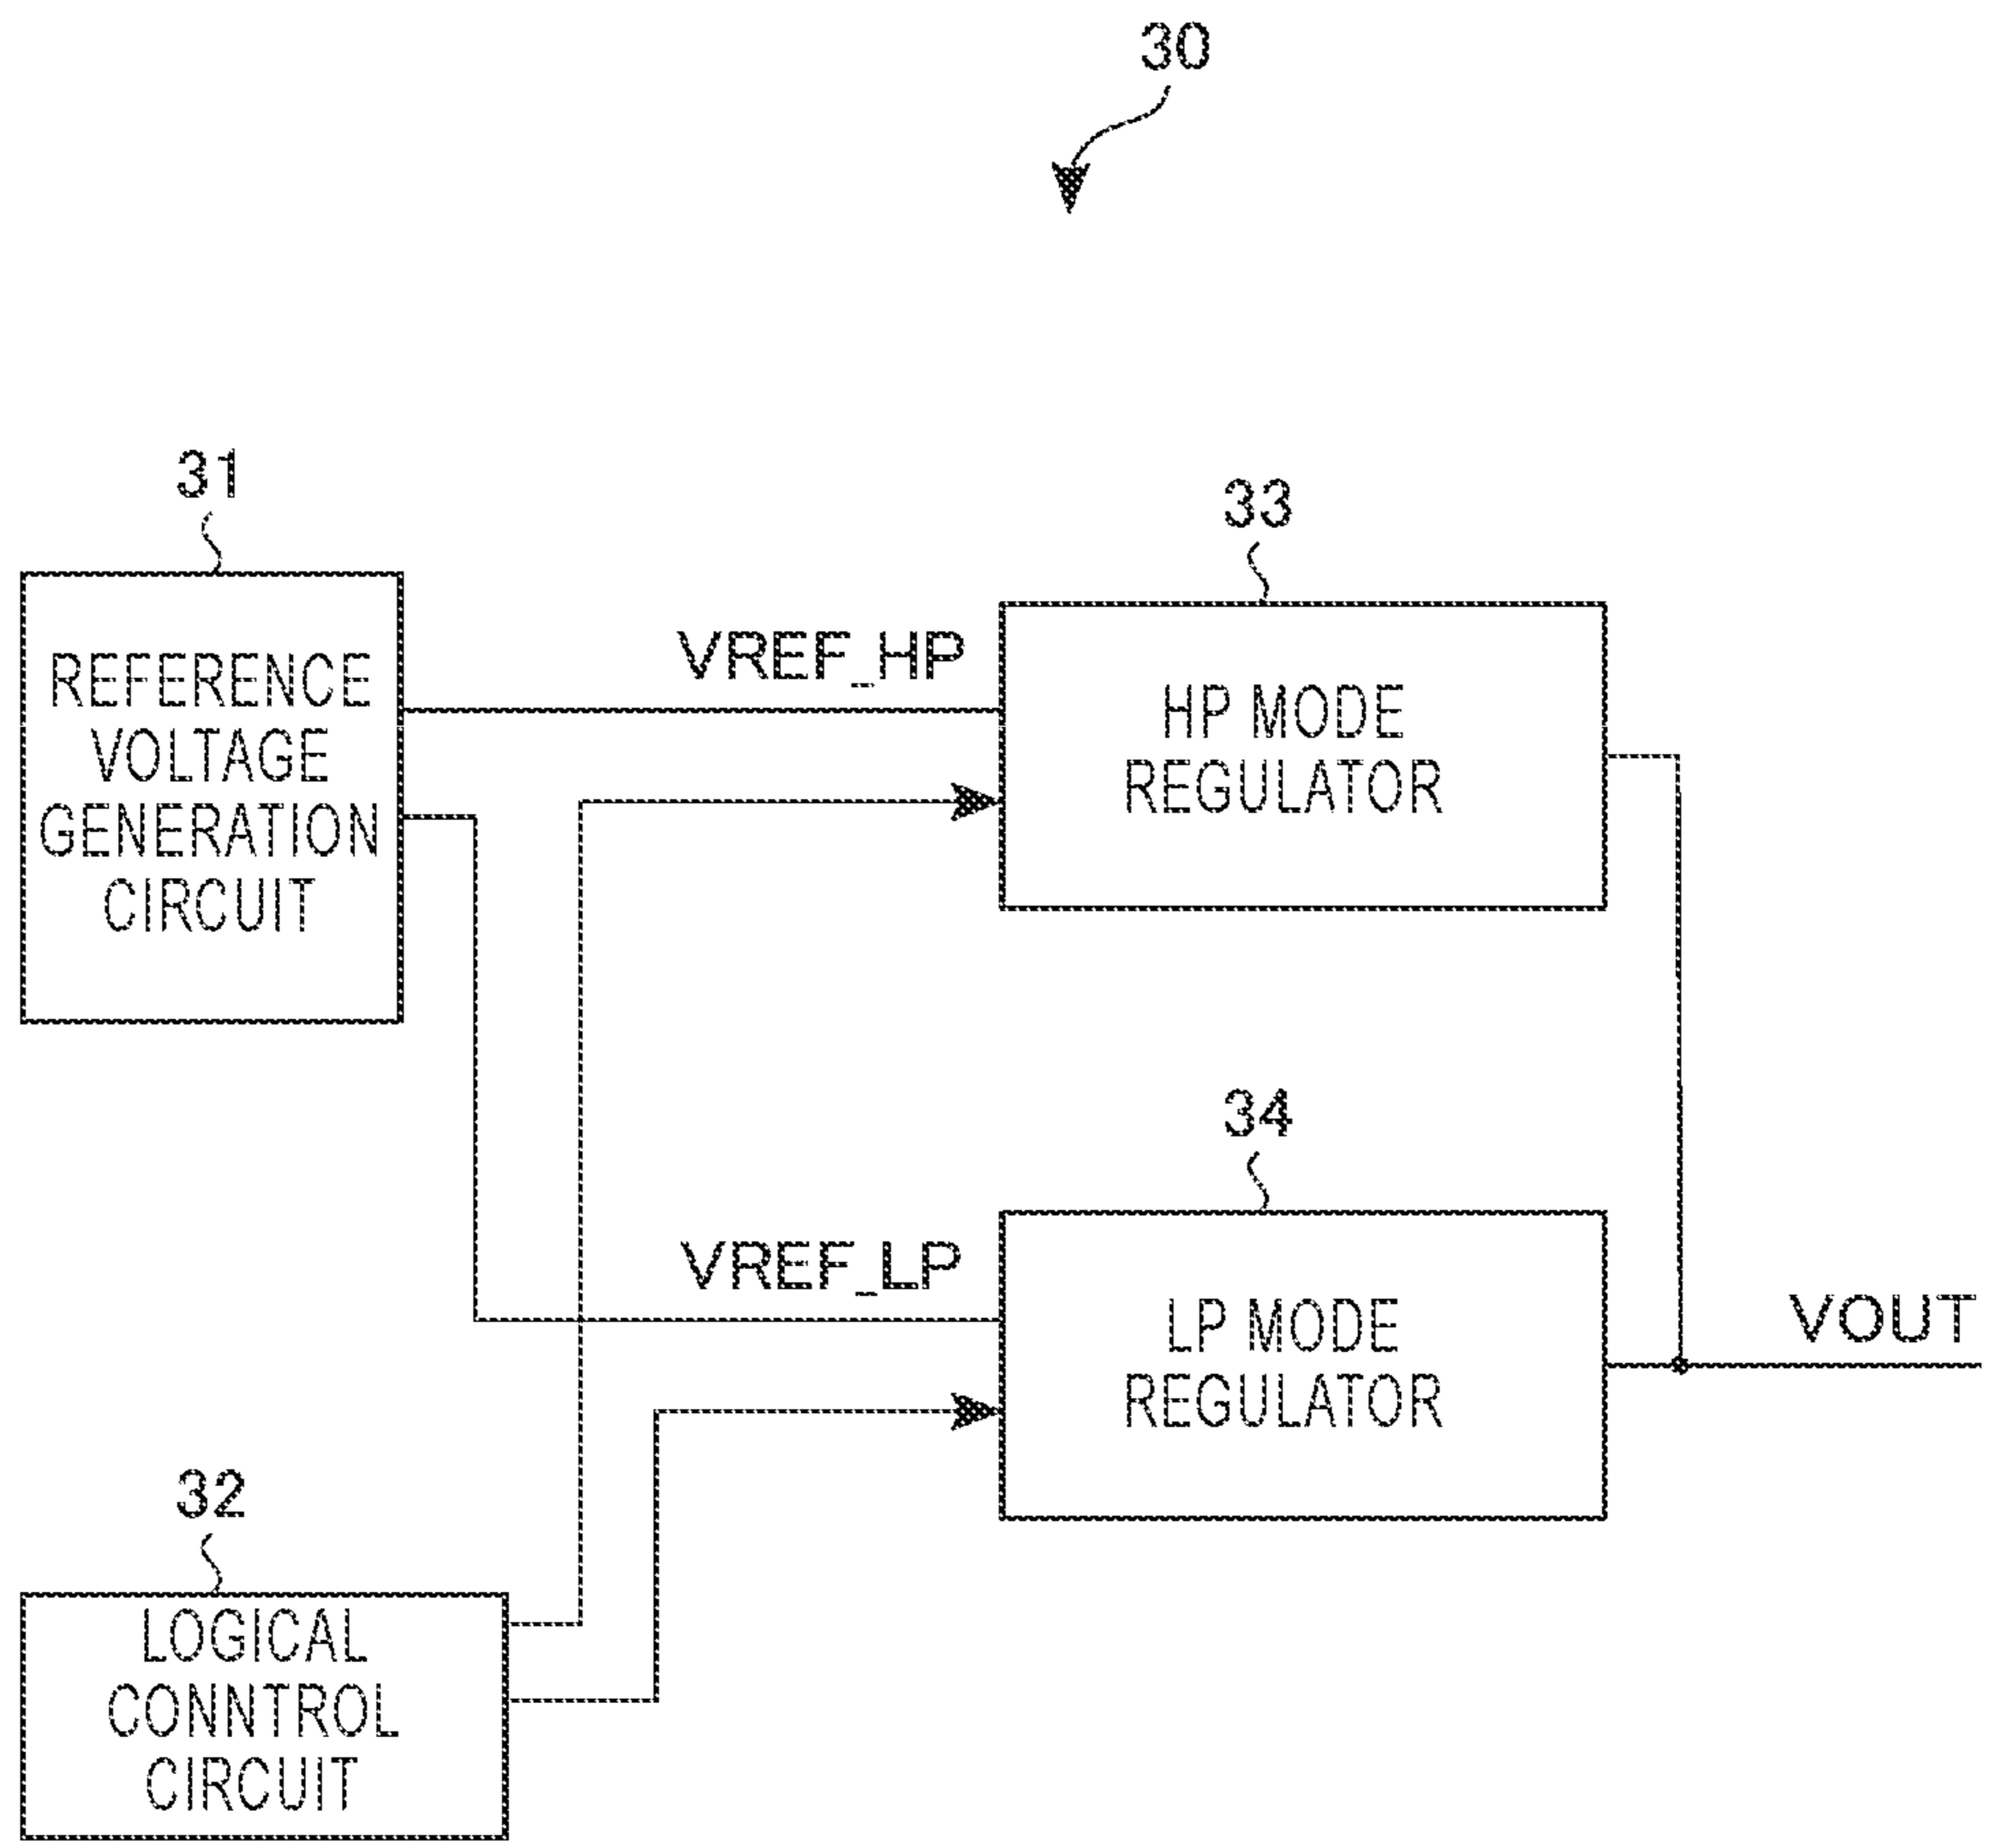 30
31
REFERENCE
VOLTAGE
GENERATION
CIRCUIT
VREF_HP
33
HP MODE
REGULATOR
34
VREF_LP
LP MODE
REGULATOR
VOUT
32
LOGICAL
CONNTROL
CIRCUIT